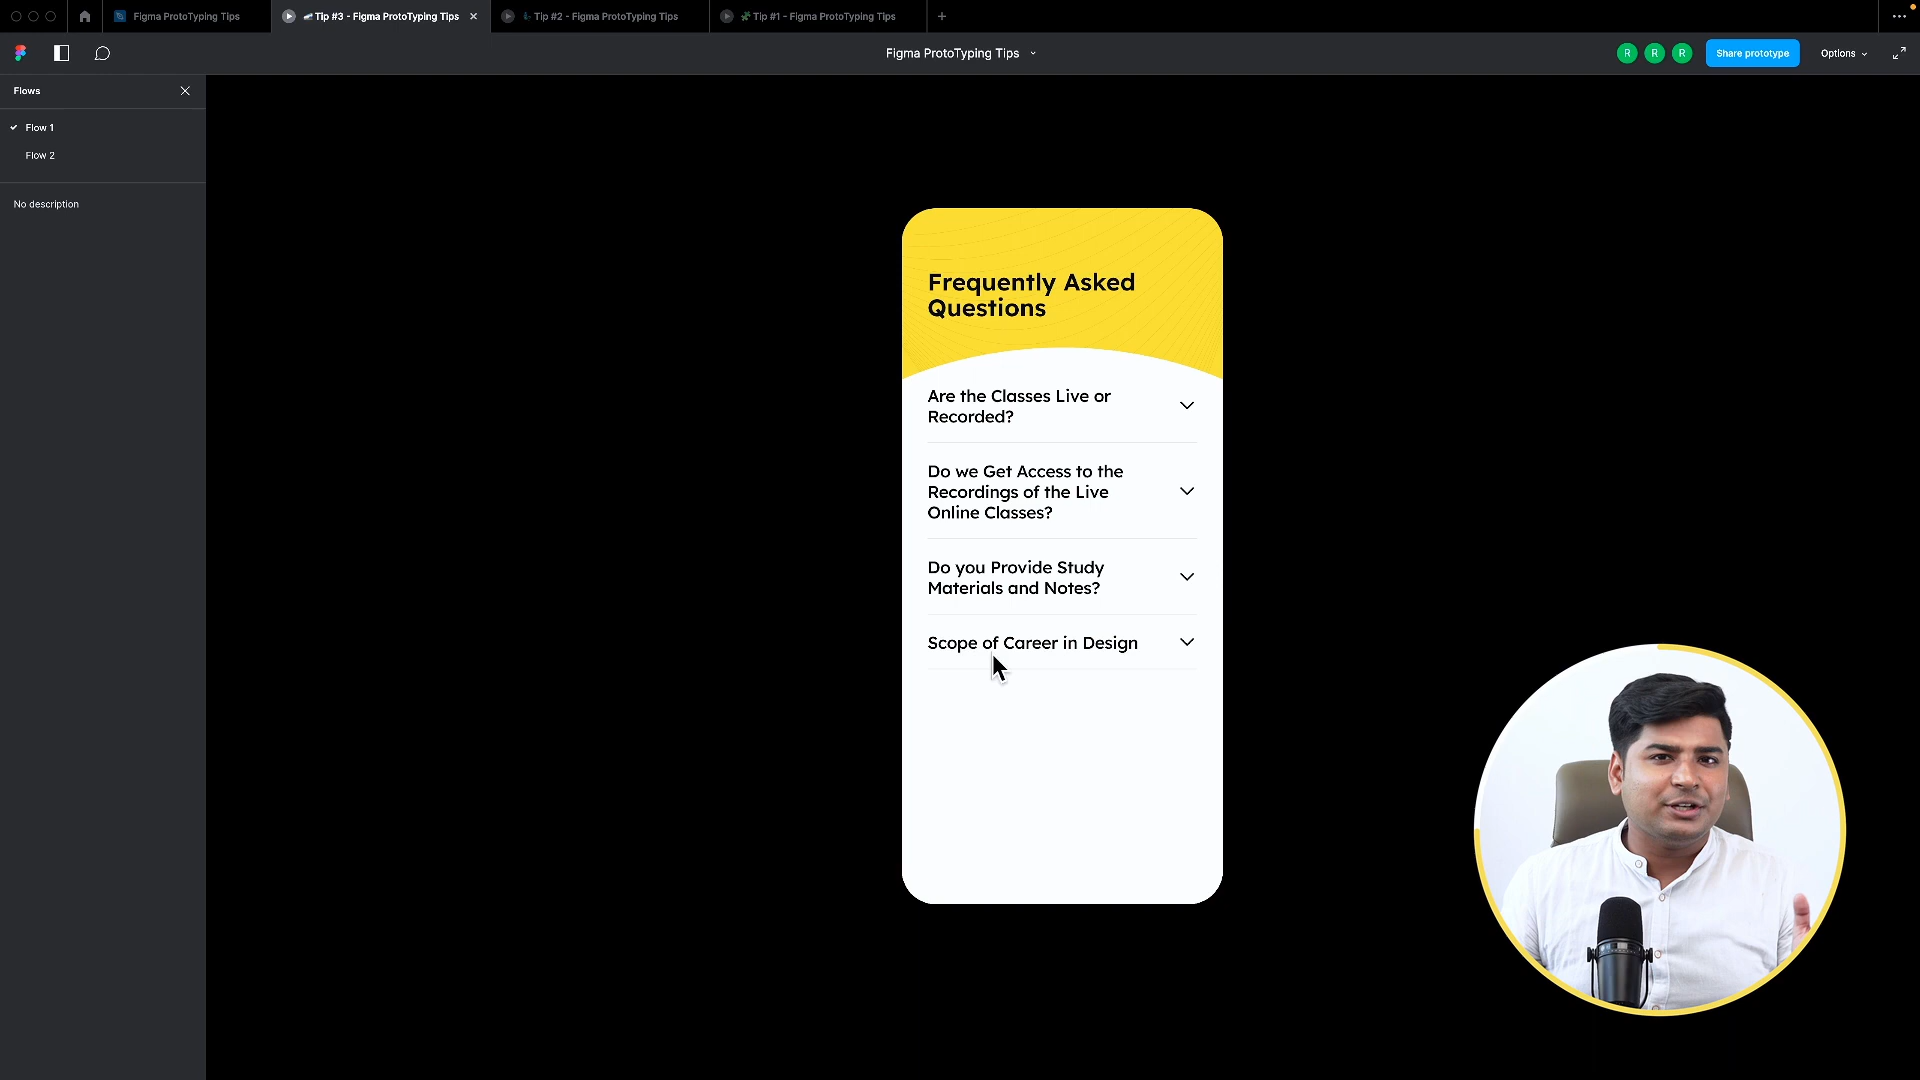 Figma ProtoTyping Tips
Tip #3 - Figma ProtoTyping Tips
Tip #2 - Figma ProtoTyping Tips
Tip #1 - Figma ProtoTyping Tips
Figma ProtoTyping Tips
R R R
Share prototype
Options
Flows
Flow 1
Flow 2
No description
Frequently Asked
Questions
Are the Classes Live or
Recorded?
Do we Get Access to the
Recordings of the Live
Online Classes?
Do you Provide Study
Materials and Notes?
Scope of Career in Design